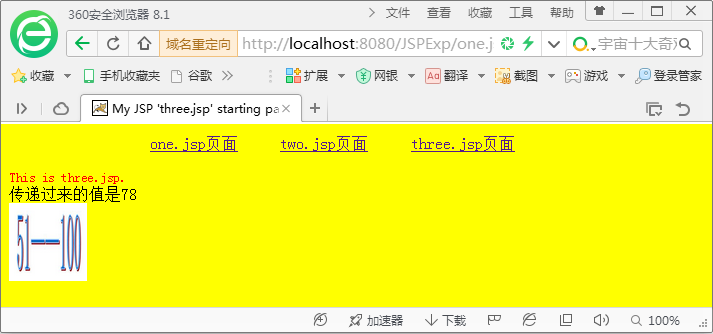 360安全浏览器 8.1 文件 查看 收藏 工具 帮助
域名重定向 http://localhost:8080/JSPExp/one.j 宇宙十大奇
收藏 手机收藏夹 谷歌 扩展 网银 Aa 翻译 截图 游戏 登录管家
My JSP 'three.jsp' starting pa
one.jsp页面 two.jsp页面 three.jsp页面
This is three.jsp.
传递过来的值是78
51——100
加速器 下载 100%